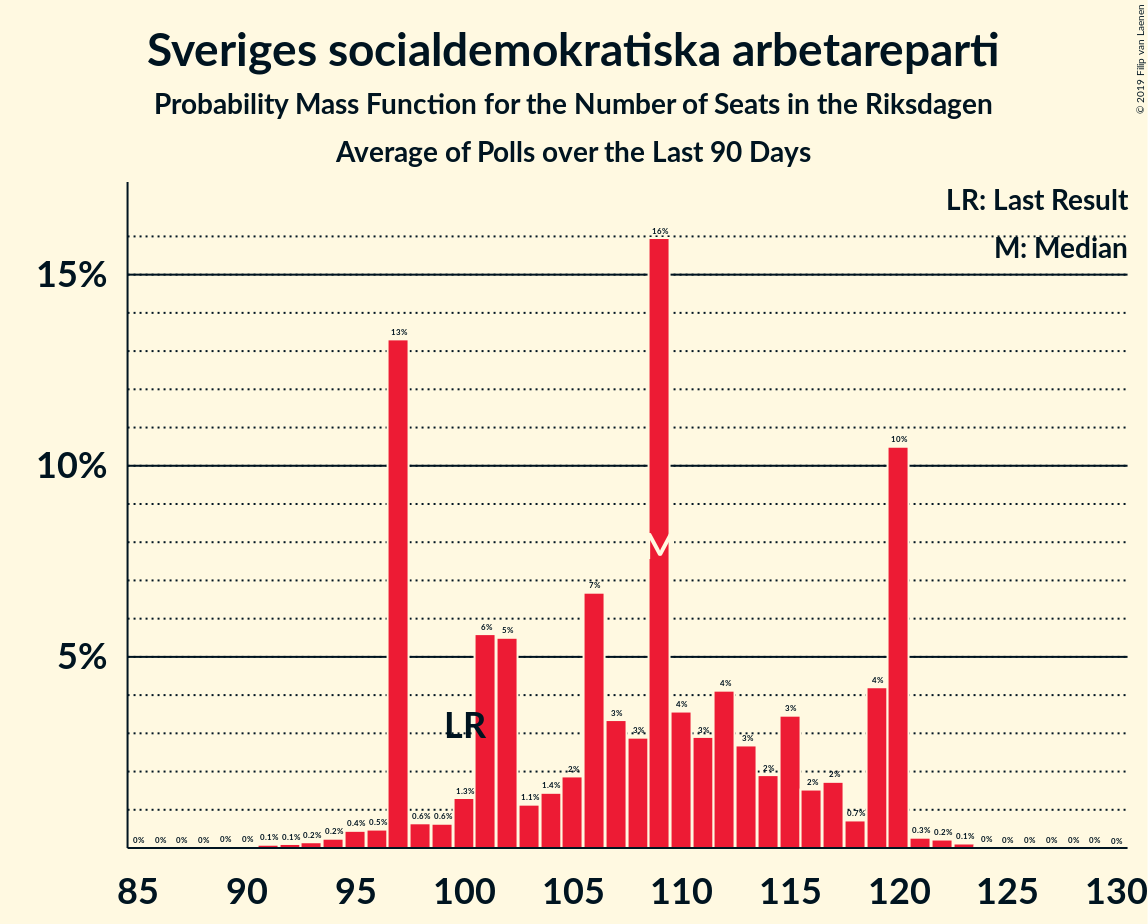 Sveriges socialdemokratiska arbetareparti
Probability Mass Function for the Number of Seats in the Riksdagen
Average of Polls over the Last 90 Days
© 2019 Filip van Laenen
LR: Last Result
M: Median
15%
10%
5%
0% 0% 0% 0% 0% 0% 0.1% 0.1% 0.2% 0.2% 0.4% 0.5% 13% 0.6% 0.6% 1.3% 6% 5% 1.1% 1.4% 2% 7% 3% 3% 16% 4% 3% 4% 3% 2% 3% 2% 2% 0.7% 4% 10% 0.3% 0.2% 0.1% 0% 0% 0% 0% 0% 0% 0%
LR
M
85 90 95 100 105 110 115 120 125 130